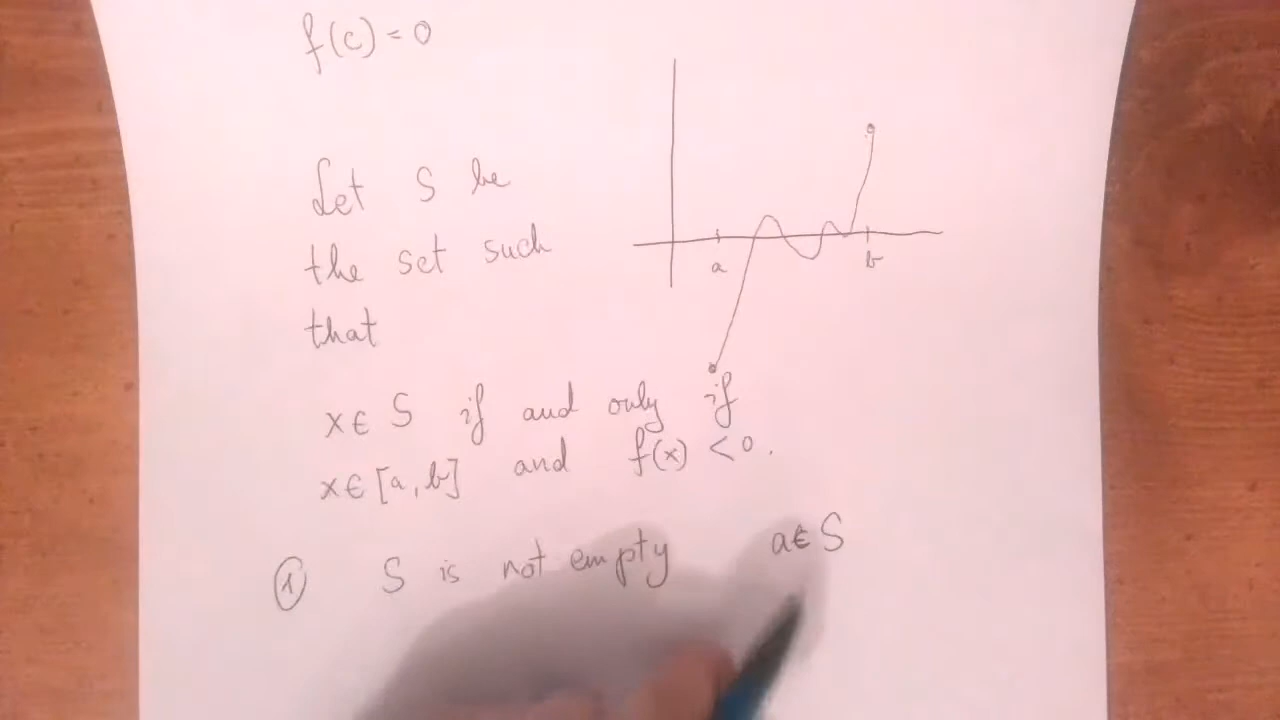 f(c) = 0
Let S be
the set such
that
a
b
x∈ S if and only if
x∈ [a, b] and f(x) < 0.
① S is not empty a∈ S